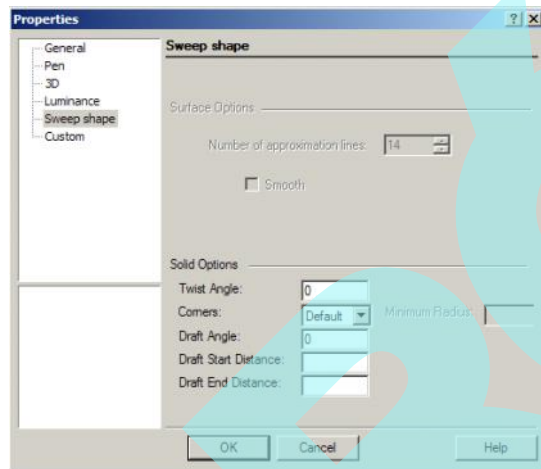 Properties
General
Pen
3D
Luminance
Sweep shape
Custom
Sweep shape
Surface Options
Number of approximation lines: 14
Smooth
Solid Options
Twist Angle: 0
Corners: Default Minimum Radius:
Draft Angle: 0
Draft Start Distance:
Draft End Distance:
OK Cancel Help